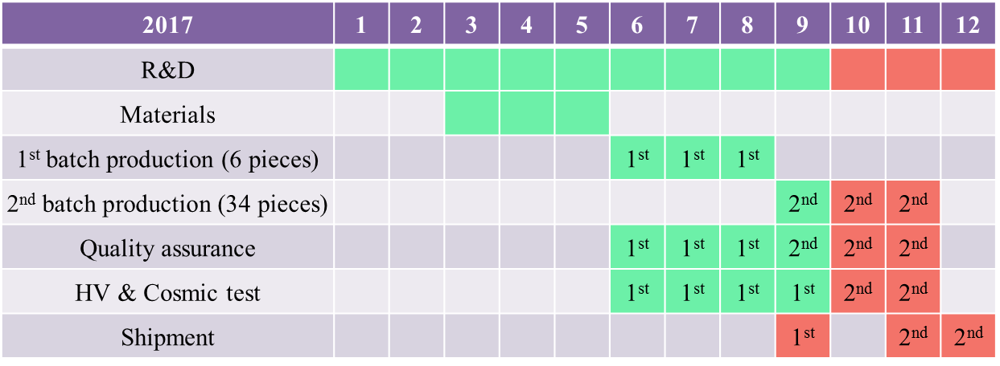 2017 1 2 3 4 5 6 7 8 9 10 11 12
R&D
Materials
1st batch production (6 pieces) 1st 1st 1st
2nd batch production (34 pieces) 2nd 2nd 2nd
Quality assurance 1st 1st 1st 2nd 2nd 2nd
HV & Cosmic test 1st 1st 1st 1st 2nd 2nd
Shipment 1st 2nd 2nd